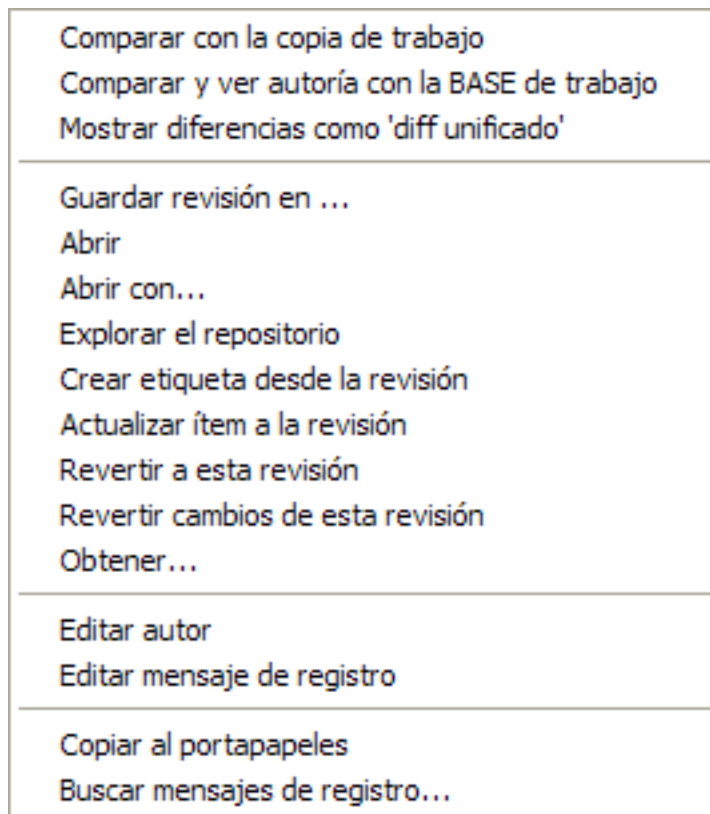 Comparar con la copia de trabajo
Comparar y ver autoría con la BASE de trabajo
Mostrar diferencias como 'diff unificado'
Guardar revisión en ...
Abrir
Abrir con...
Explorar el repositorio
Crear etiqueta desde la revisión
Actualizar ítem a la revisión
Revertir a esta revisión
Revertir cambios de esta revisión
Obtener...
Editar autor
Editar mensaje de registro
Copiar al portapapeles
Buscar mensajes de registro...